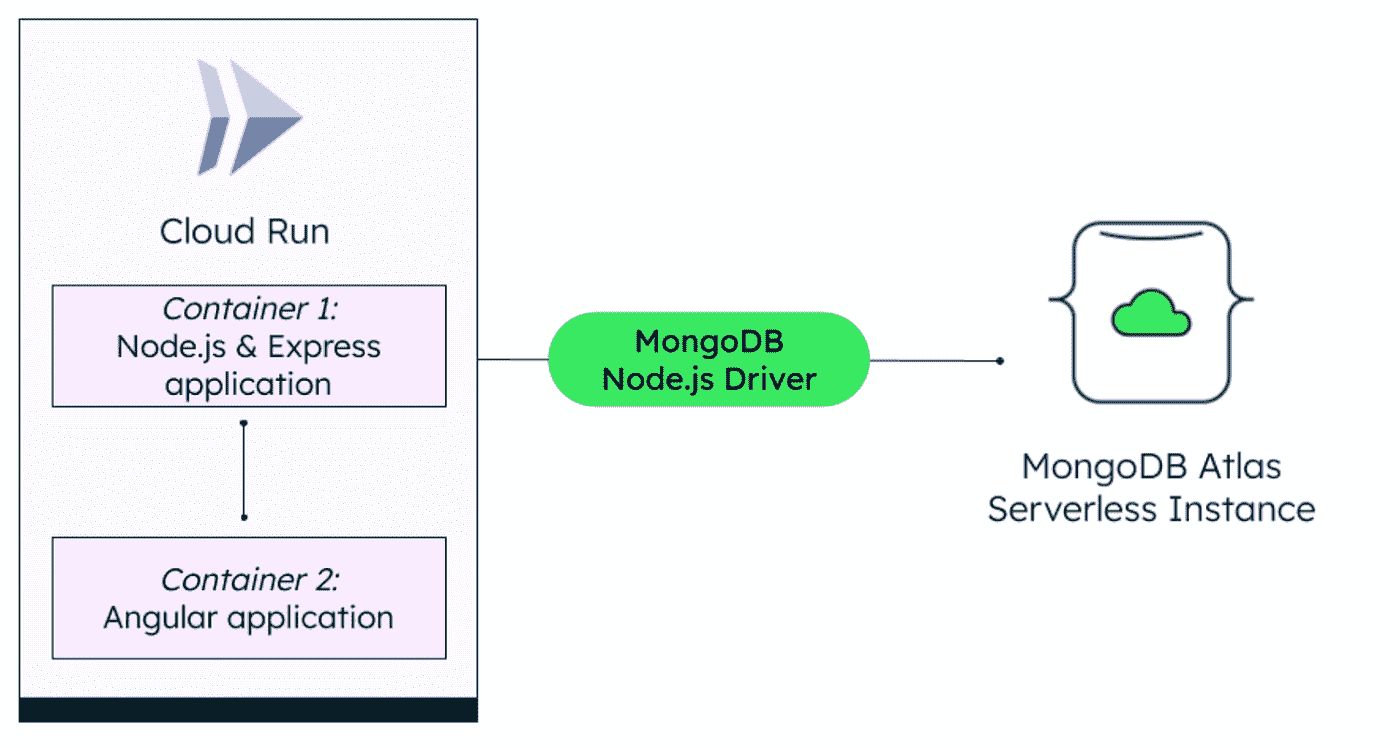 Cloud Run
Container 1:
Node.js & Express
application
MongoDB
Node.js Driver
MongoDB Atlas
Serverless Instance
Container 2:
Angular application